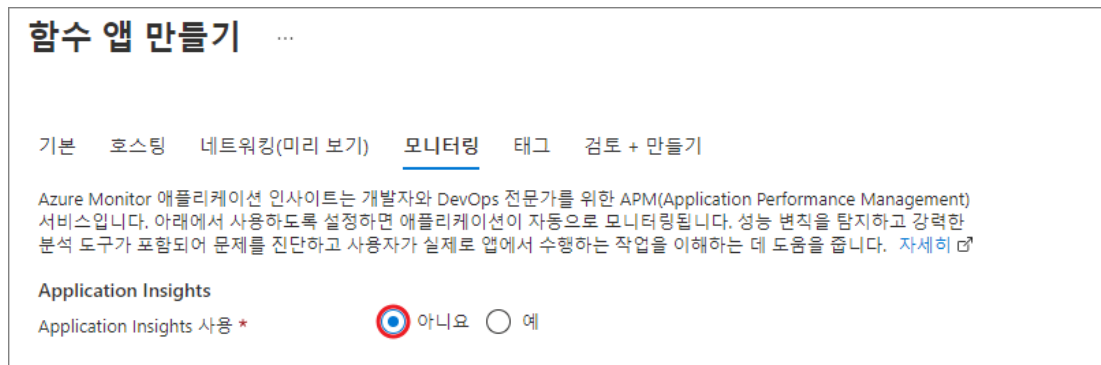 함수 앱 만들기 ...
기본 호스팅 네트워킹(미리 보기) 모니터링 태그 검토 + 만들기
Azure Monitor 애플리케이션 인사이트는 개발자와 DevOps 전문가를 위한 APM(Application Performance Management)
서비스입니다. 아래에서 사용하도록 설정하면 애플리케이션이 자동으로 모니터링됩니다. 성능 변칙을 탐지하고 강력한
분석 도구가 포함되어 문제를 진단하고 사용자가 실제로 앱에서 수행하는 작업을 이해하는 데 도움을 줍니다. 자세히
Application Insights
Application Insights 사용 * 아니요 예